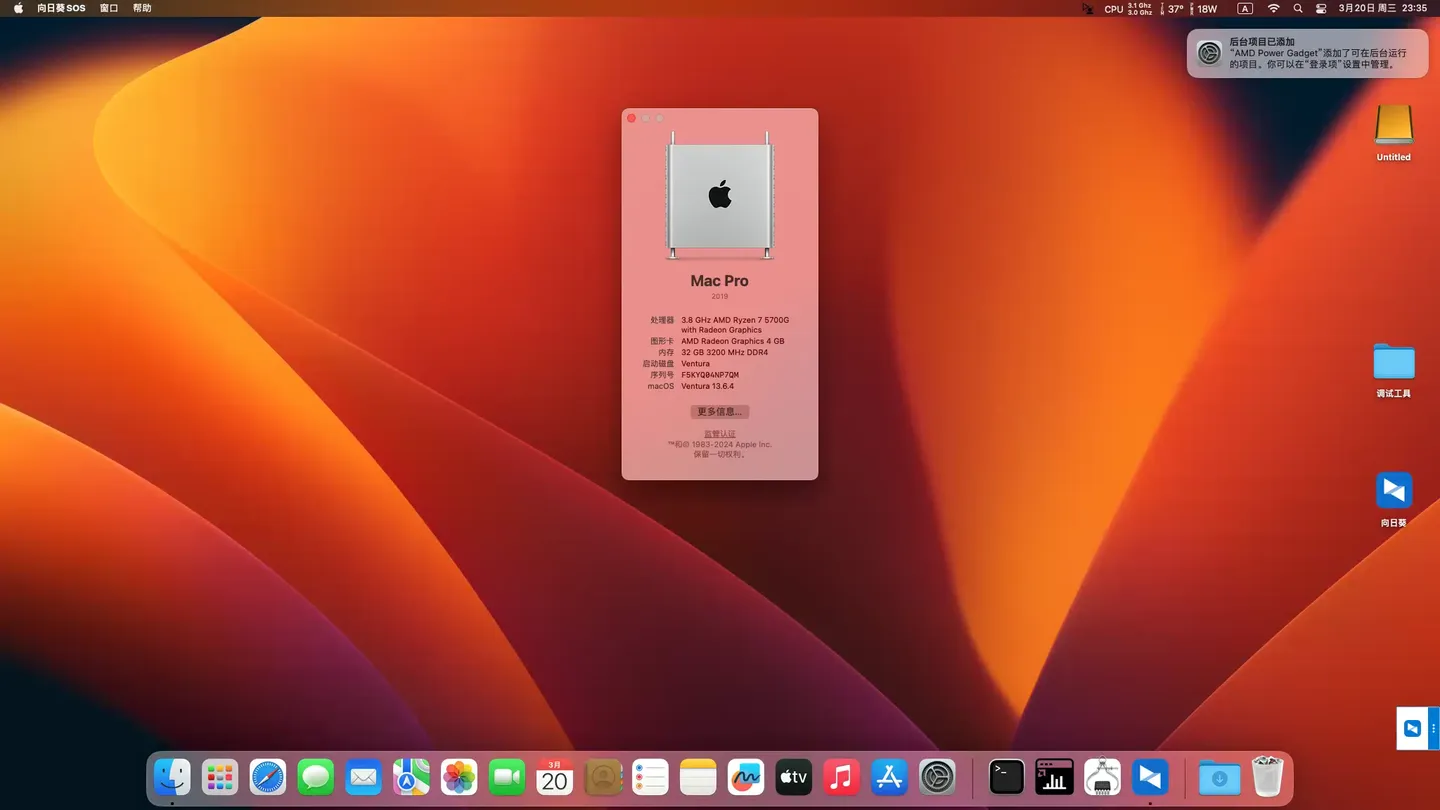 向日葵SOS 窗口 帮助
CPU 3.1 Ghz 3.0 Ghz 37° 18W A 3月20日 周三 23:35
后台项目已添加
“AMD Power Gadget”添加了可在后台运行
的项目。你可以在“登录项”设置中管理。
Untitled
Mac Pro
2019
处理器 3.8 GHz AMD Ryzen 7 5700G
with Radeon Graphics
图形卡 AMD Radeon Graphics 4 GB
内存 32 GB 3200 MHz DDR4
启动磁盘 Ventura
序列号 F5KYQ04NP7QM
macOS Ventura 13.6.4
更多信息...
监管认证
™和© 1983-2024 Apple Inc.
保留一切权利。
调试工具
向日葵
3月
20
tv